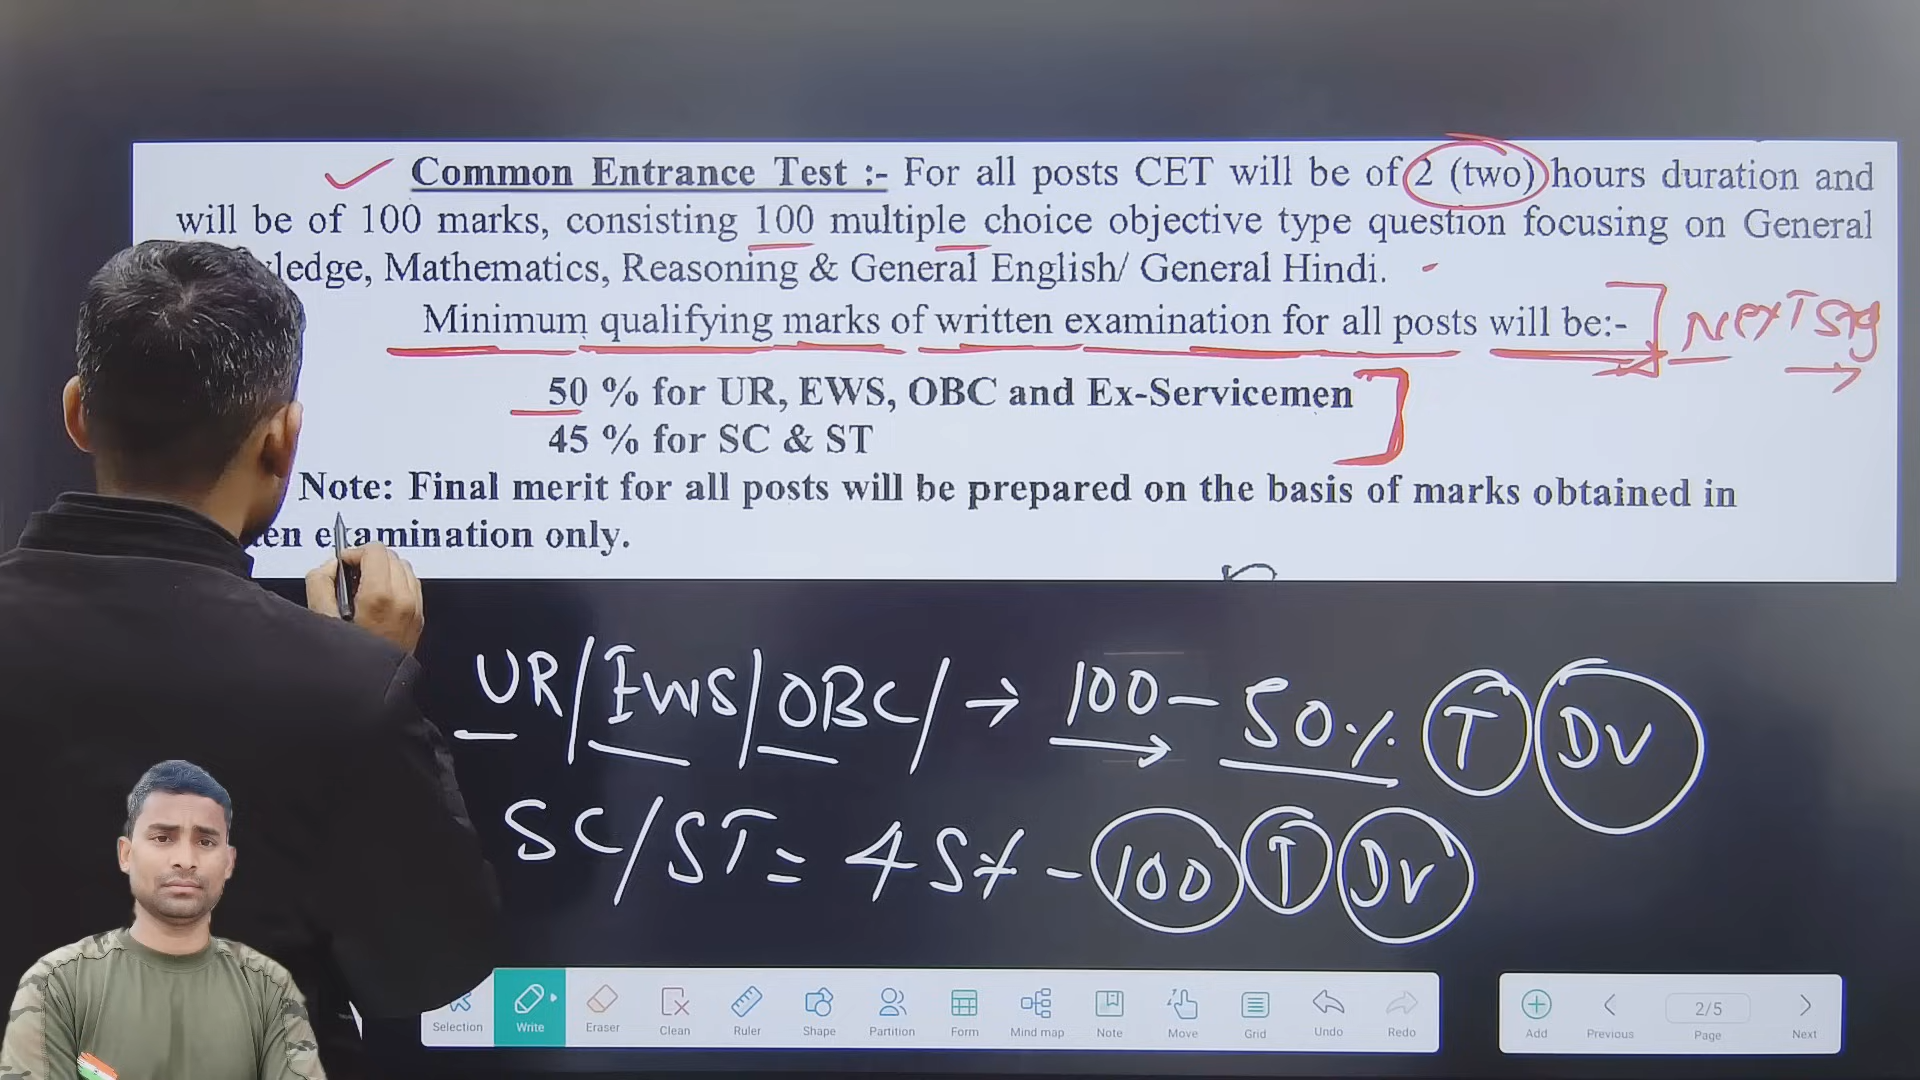 Common Entrance Test :- For all posts CET will be of 2 (two) hours duration and
will be of 100 marks, consisting 100 multiple choice objective type question focusing on General
ledge, Mathematics, Reasoning & General English/ General Hindi.
Minimum qualifying marks of written examination for all posts will be:- NEXT
50 % for UR, EWS, OBC and Ex-Servicemen
45 % for SC & ST
Note: Final merit for all posts will be prepared on the basis of marks obtained in
en examination only.
UR/EWS/OBC/ → 100 - 50% T DV
SC/ST = 45% - 100 T DV
Selection Write Eraser Clean Ruler Shape Partition Form Mind map Note Move Grid Undo Redo Add Previous 2/5 Page Next